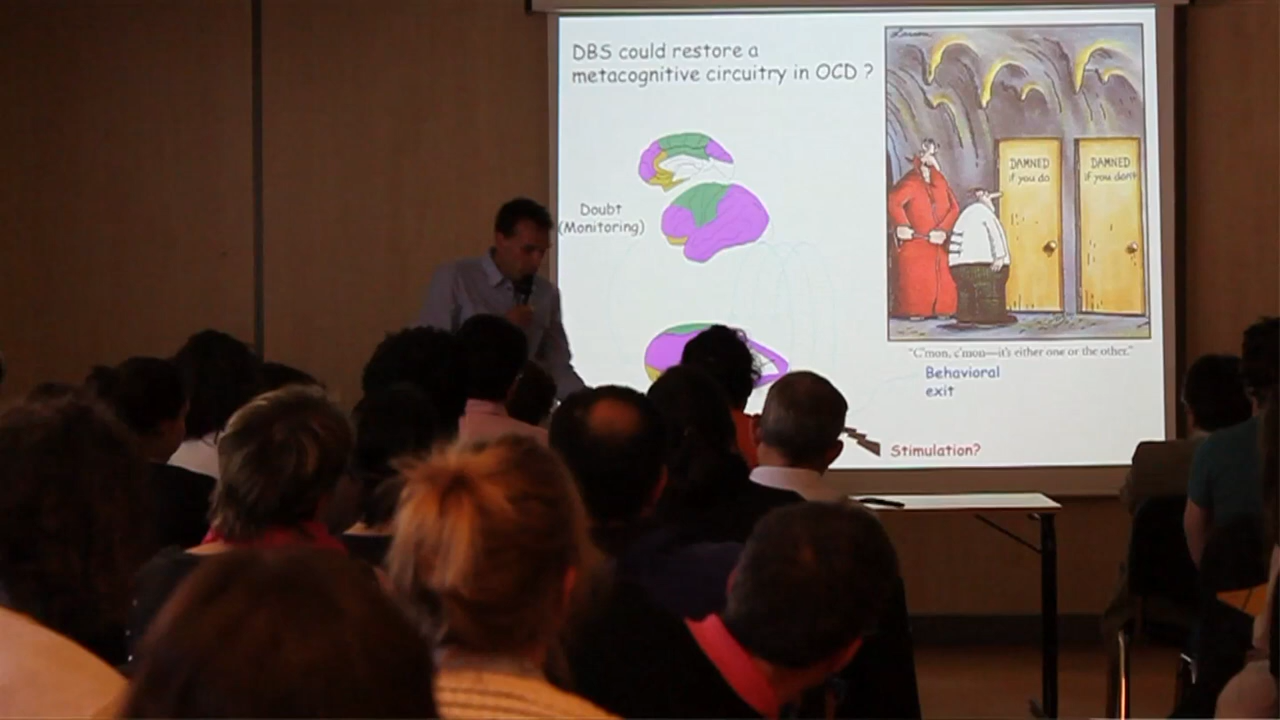 DBS could restore a
metacognitive circuitry in OCD ?
Larson
DAMNED
if you do
DAMNED
if you don't
Doubt
(Monitoring)
"C'mon, c'mon—it's either one or the other."
Behavioral
exit
Stimulation?